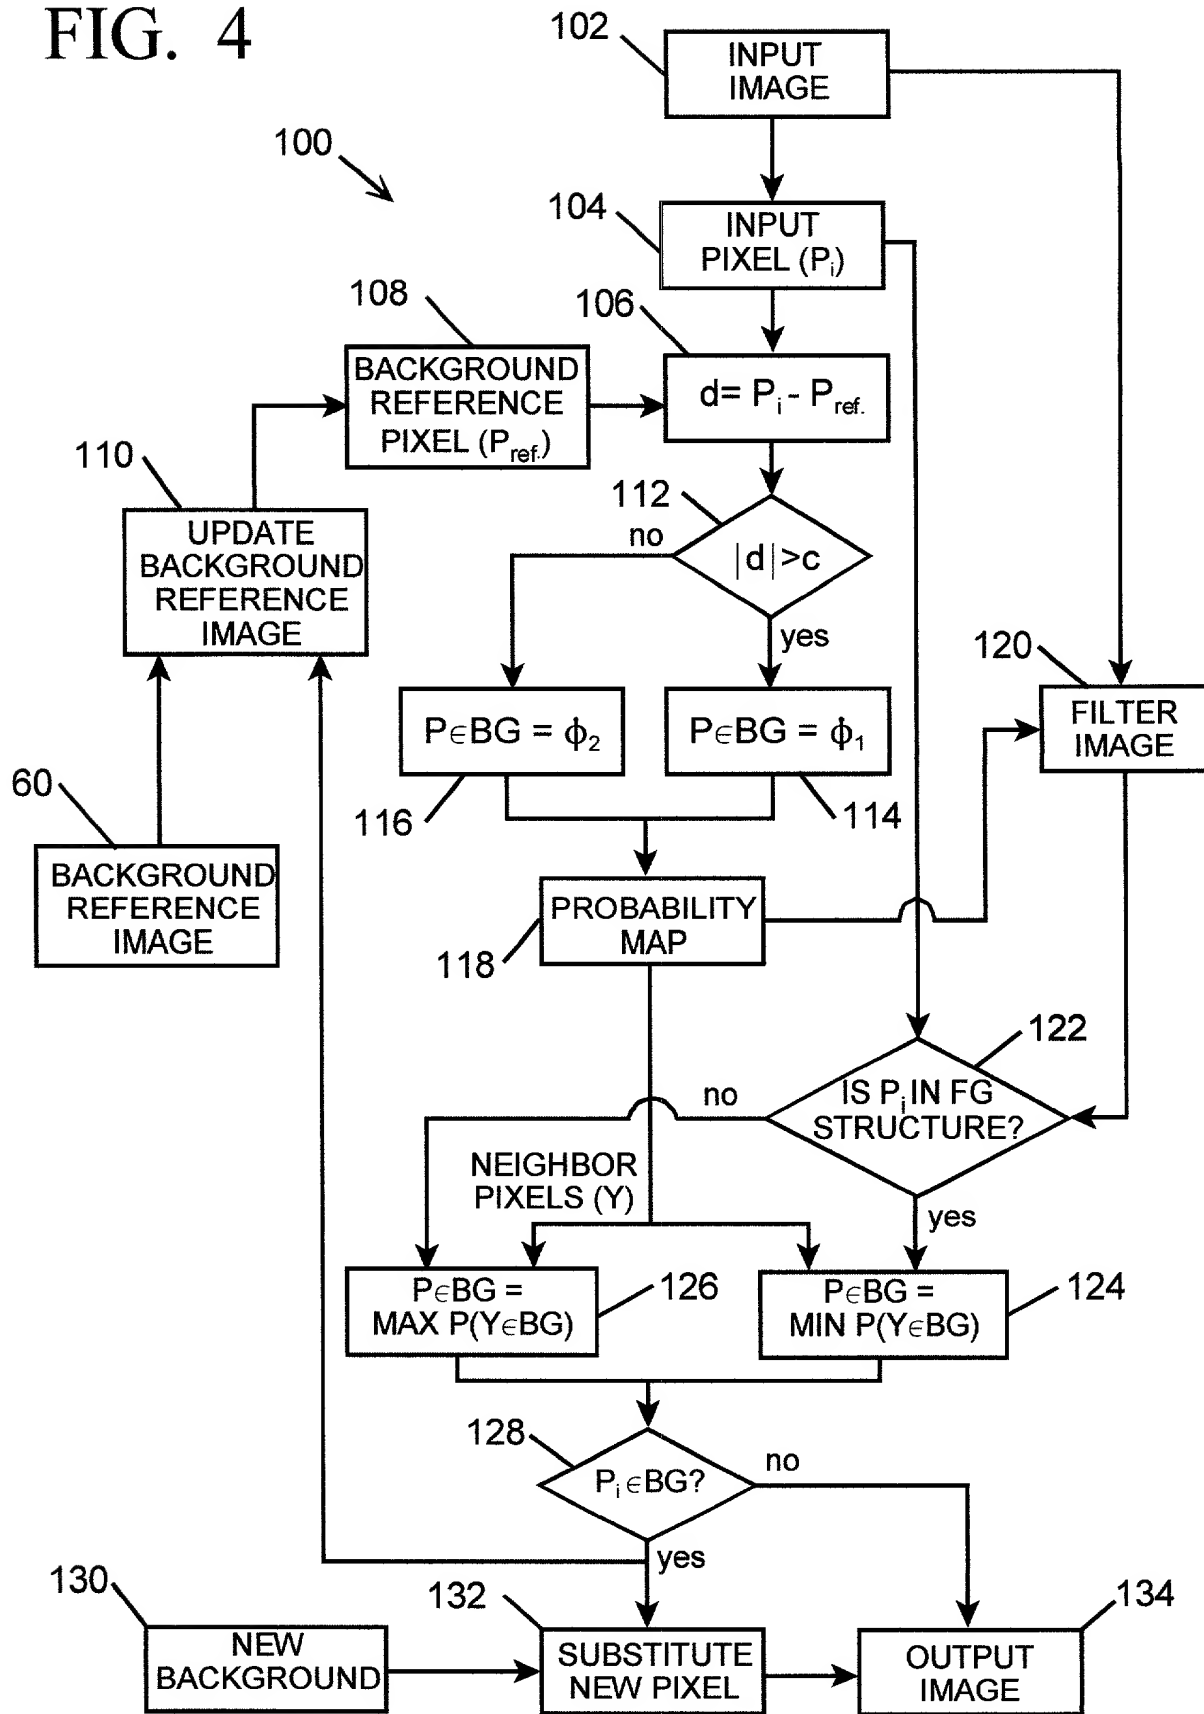 FIG. 4
102
INPUT
IMAGE
100
104
INPUT
PIXEL (Pi)
108
106
BACKGROUND
REFERENCE
PIXEL (Pref.)
d= Pi - Pref.
110
112
UPDATE
BACKGROUND
REFERENCE
IMAGE
no
|d|>c
yes
120
FILTER
IMAGE
P∈BG = ϕ2
P∈BG = ϕ1
60
116
114
BACKGROUND
REFERENCE
IMAGE
PROBABILITY
MAP
118
122
IS Pi IN FG
STRUCTURE?
no
NEIGHBOR
PIXELS (Y)
yes
P∈BG =
MAX P(Y∈BG)
126
P∈BG =
MIN P(Y∈BG)
124
128
Pi∈BG?
no
yes
130
132
134
NEW
BACKGROUND
SUBSTITUTE
NEW PIXEL
OUTPUT
IMAGE